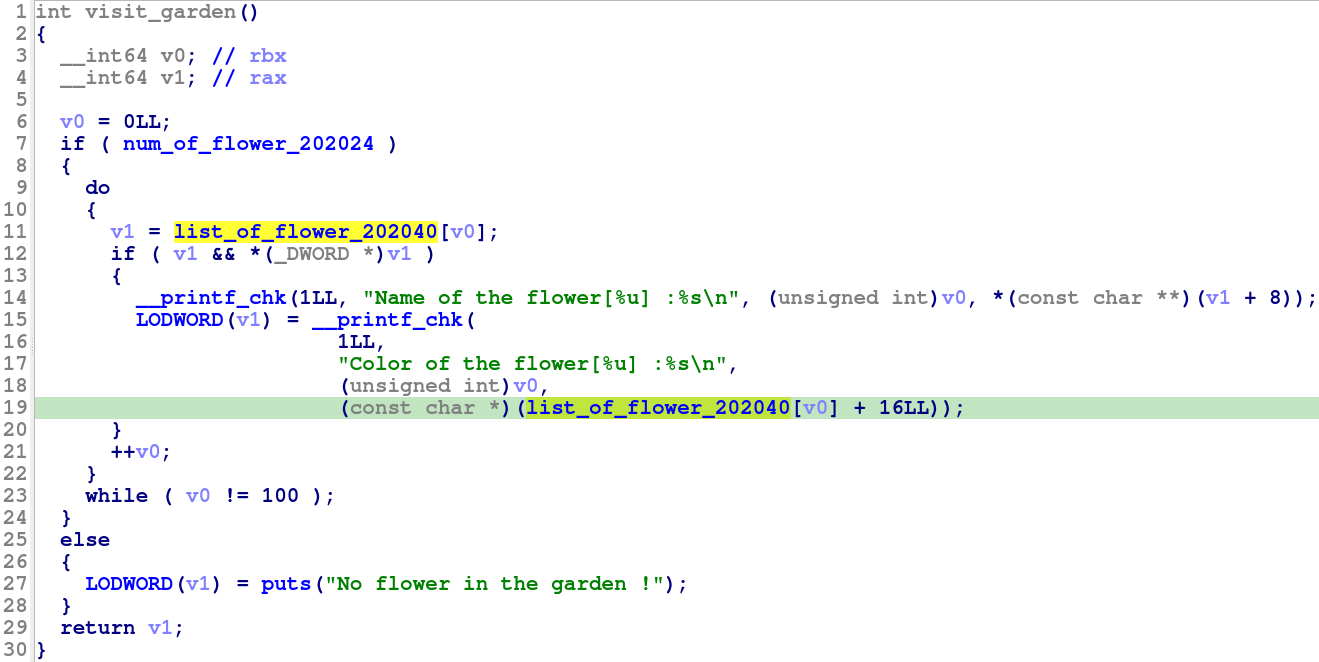 1 int visit_garden()
2 {
3   __int64 v0; // rbx
4   __int64 v1; // rax
5
6   v0 = 0LL;
7   if ( num_of_flower_202024 )
8   {
9     do
10     {
11       v1 = list_of_flower_202040[v0];
12       if ( v1 && *(_DWORD *)v1 )
13       {
14         __printf_chk(1LL, "Name of the flower[%u] :%s\n", (unsigned int)v0, *(const char **)(v1 + 8));
15         LODWORD(v1) = __printf_chk(
16                         1LL,
17                         "Color of the flower[%u] :%s\n",
18                         (unsigned int)v0,
19                         (const char *)(list_of_flower_202040[v0] + 16LL));
20       }
21       ++v0;
22     }
23     while ( v0 != 100 );
24   }
25   else
26   {
27     LODWORD(v1) = puts("No flower in the garden !");
28   }
29   return v1;
30 }